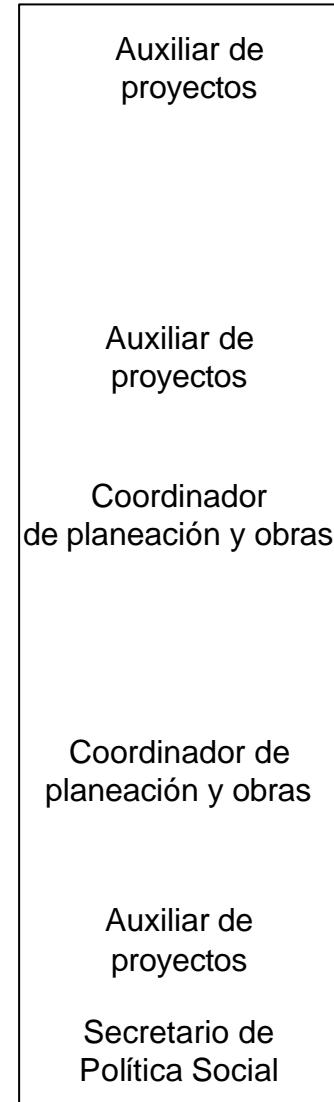 Auxiliar de
proyectos
Auxiliar de
proyectos
Coordinador
de planeación y obras
Coordinador de
planeación y obras
Auxiliar de
proyectos
Secretario de
Política Social